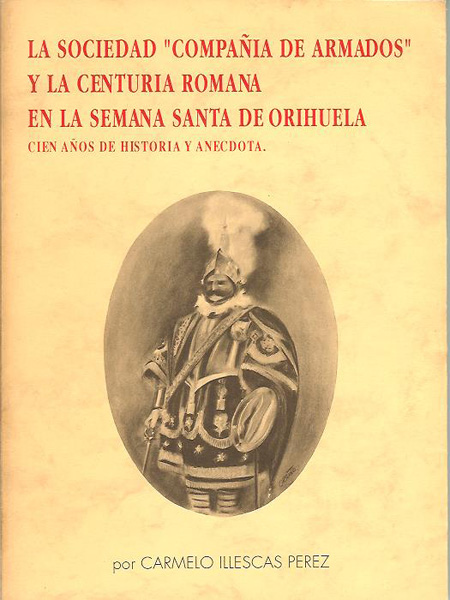 LA SOCIEDAD "COMPAÑIA DE ARMADOS"
Y LA CENTURIA ROMANA
EN LA SEMANA SANTA DE ORIHUELA
CIEN AÑOS DE HISTORIA Y ANECDOTA.
por CARMELO ILLESCAS PEREZ